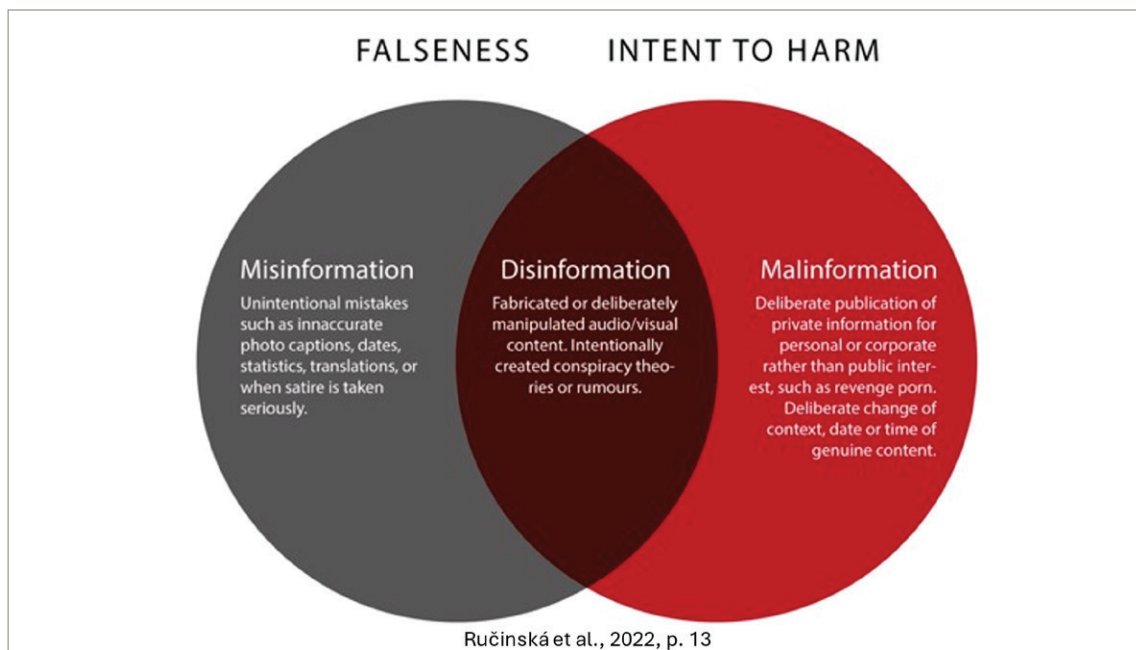 FALSENESS
INTENT TO HARM
Misinformation
Unintentional mistakes
such as innaccurate
photo captions, dates,
statistics, translations, or
when satire is taken
seriously.
Disinformation
Fabricated or deliberately
manipulated audio/visual
content. Intentionally
created conspiracy theo-
ries or rumours.
Malinformation
Deliberate publication of
private information for
personal or corporate
rather than public inter-
est, such as revenge porn.
Deliberate change of
context, date or time of
genuine content.
Ručinská et al., 2022, p. 13